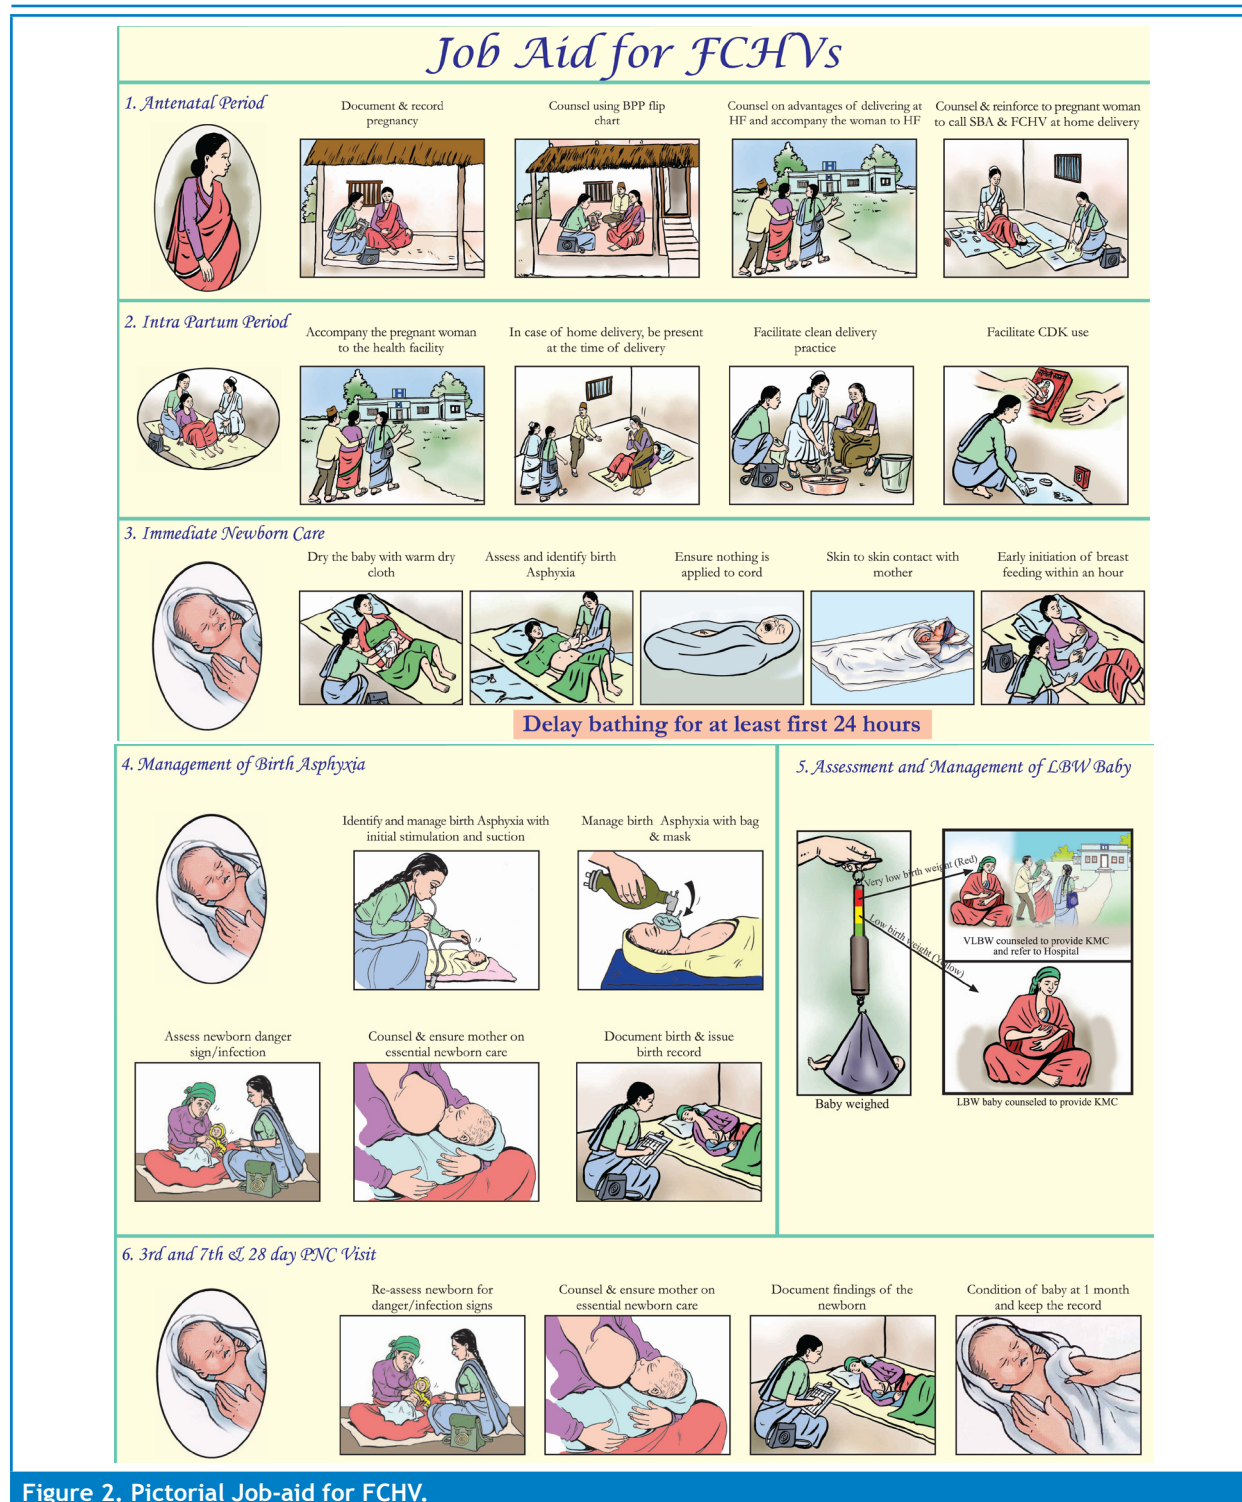 Job Aid for FCHVs
1. Antenatal Period
Document & record
pregnancy
Counsel using BPP flip
chart
Counsel on advantages of delivering at
HF and accompany the woman to HF
Counsel & reinforce to pregnant woman
to call SBA & FCHV at home delivery
H
2. Intra Partum Period
Accompany the pregnant woman
to the health facility
In case of home delivery, be present
at the time of delivery
Facilitate clean delivery
practice
Facilitate CDK use
H
3. Immediate Newborn Care
Dry the baby with warm dry
cloth
Assess and identify birth
Asphyxia
Ensure nothing is
applied to cord
Skin to skin contact with
mother
Early initiation of breast
feeding within an hour
Delay bathing for at least first 24 hours
4. Management of Birth Asphyxia
Identify and manage birth Asphyxia with
initial stimulation and suction
Manage birth Asphyxia with bag
& mask
Assess newborn danger
sign/infection
Counsel & ensure mother on
essential newborn care
Document birth & issue
birth record
5. Assessment and Management of LBW Baby
Very low birth weight (Red)
Low birth weight (Yellow)
VLBW counseled to provide KMC
and refer to Hospital
Baby weighed
LBW baby counseled to provide KMC
6. 3rd and 7th & 28 day PNC Visit
Re-assess newborn for
danger/infection signs
Counsel & ensure mother on
essential newborn care
Document findings of the
newborn
Condition of baby at 1 month
and keep the record
Figure 2. Pictorial Job-aid for FCHV.